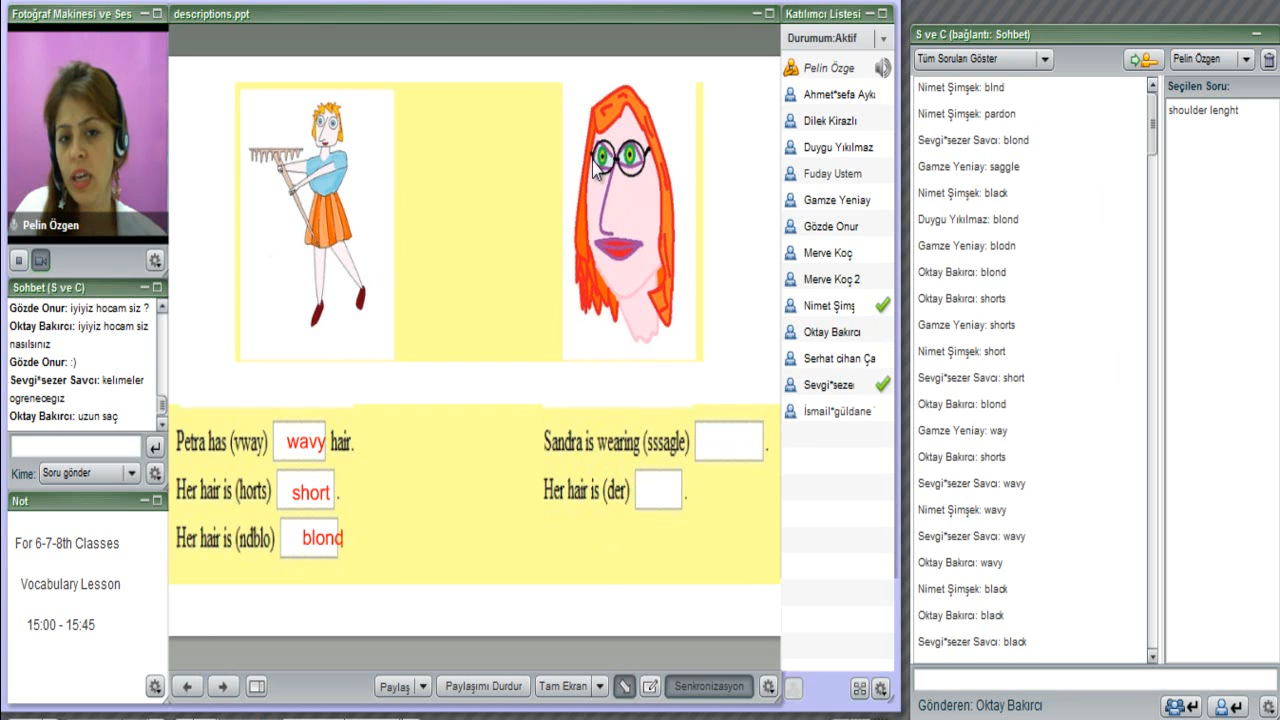 Fotoğraf Makinesi ve Ses
Pelin Özgen
Sohbet (S ve C)
Gözde Onur: iyiyiz hocam siz ?
Oktay Bakırcı: iyiyiz hocam siz
nasılsınız
Gözde Onur: :)
Sevgi*sezer Savcı: kelımeler
ogreneocegız
Oktay Bakırcı: uzun saç
Kime: Soru gönder
Not
For 6-7-8th Classes
Vocabulary Lesson
15:00 - 15:45
descriptions.ppt
Petra has (vway) wavy hair.
Her hair is (horts) short .
Her hair is (ndblo) blond
Sandra is wearing (sssagle) .
Her hair is (der) .
Paylaş
Paylaşımı Durdur
Tam Ekran
Senkronizasyon
Katılımcı Listesi
Durumum:Aktif
Pelin Özge
Ahmet*sefa Aykı
Dilek Kirazlı
Duygu Yıkılmaz
Fuday Ustem
Gamze Yeniay
Gözde Onur
Merve Koç
Merve Koç 2
Nimet Şimş
Oktay Bakırcı
Serhat cihan Ça
Sevgi*sezer
İsmail*güldane
S ve C (bağlantı: Sohbet)
Tüm Soruları Göster
Pelin Özgen
Nimet Şimşek: blnd
Nimet Şimşek: pardon
Sevgi*sezer Savcı: blond
Gamze Yeniay: saggle
Nimet Şimşek: black
Duygu Yıkılmaz: blond
Gamze Yeniay: blodn
Oktay Bakırcı: blond
Oktay Bakırcı: shorts
Gamze Yeniay: shorts
Nimet Şimşek: short
Sevgi*sezer Savcı: short
Oktay Bakırcı: blond
Gamze Yeniay: way
Oktay Bakırcı: shorts
Sevgi*sezer Savcı: wavy
Nimet Şimşek: wavy
Sevgi*sezer Savcı: wavy
Oktay Bakırcı: wavy
Nimet Şimşek: black
Oktay Bakırcı: black
Sevgi*sezer Savcı: black
Seçilen Soru:
shoulder lenght
Gönderen: Oktay Bakırcı